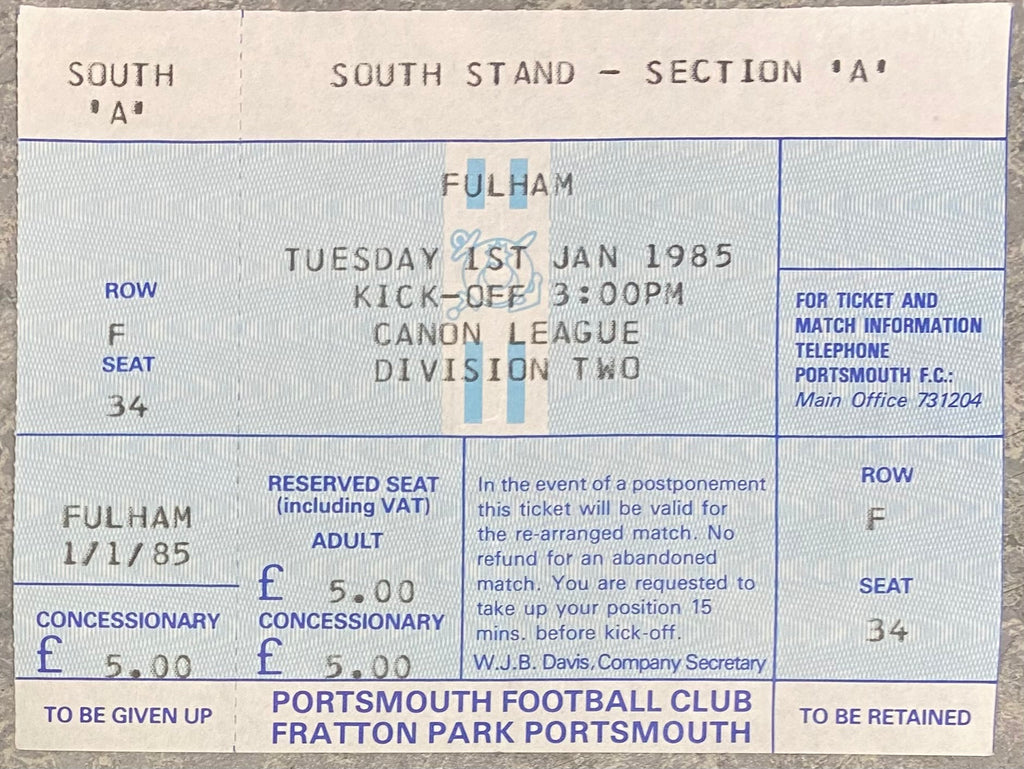 SOUTH
'A'
SOUTH STAND - SECTION 'A'
FULHAM
TUESDAY 1ST JAN 1985
KICK-OFF 3:00PM
CANON LEAGUE
DIVISION TWO
ROW
F
SEAT
34
FOR TICKET AND
MATCH INFORMATION
TELEPHONE
PORTSMOUTH F.C.:
Main Office 731204
FULHAM
1/1/85
CONCESSIONARY
£ 5.00
RESERVED SEAT
(including VAT)
ADULT
£ 5.00
CONCESSIONARY
£ 5.00
In the event of a postponement
this ticket will be valid for
the re-arranged match. No
refund for an abandoned
match. You are requested to
take up your position 15
mins. before kick-off.
W.J.B. Davis, Company Secretary
ROW
F
SEAT
34
TO BE GIVEN UP
PORTSMOUTH FOOTBALL CLUB
FRATTON PARK PORTSMOUTH
TO BE RETAINED